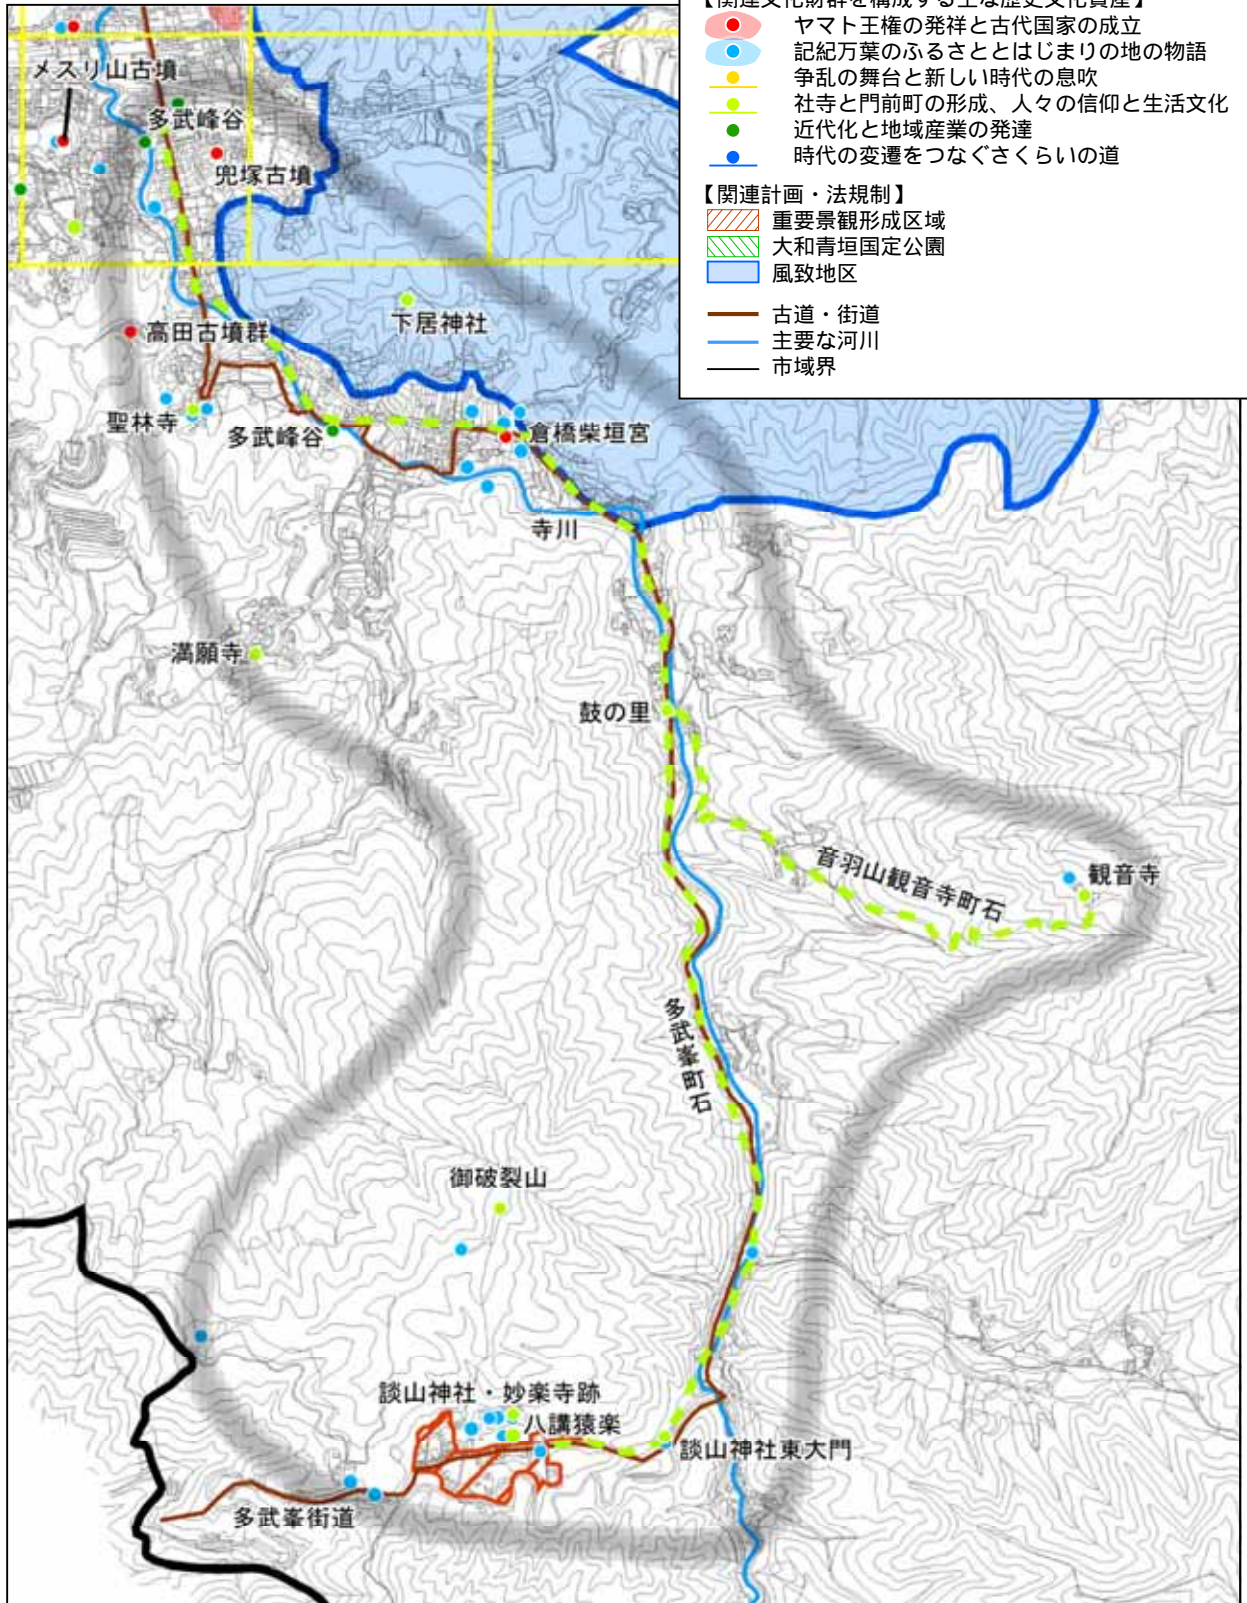 【関連文化財群を構成する主な歴史文化資産】
ヤマト王権の発祥と古代国家の成立
記紀万葉のふるさととはじまりの地の物語
争乱の舞台と新しい時代の息吹
社寺と門前町の形成、人々の信仰と生活文化
近代化と地域産業の発達
時代の変遷をつなぐさくらいの道
【関連計画・法規制】
重要景観形成区域
大和青垣国定公園
風致地区
古道・街道
主要な河川
市域界
メスリ山古墳
多武峰谷
兜塚古墳
高田古墳群
下居神社
聖林寺
多武峰谷
倉橋柴垣宮
寺川
満願寺
鼓の里
音羽山観音寺町石
観音寺
多武峯町石
御破裂山
談山神社・妙楽寺跡
八講猿楽
談山神社東大門
多武峯街道